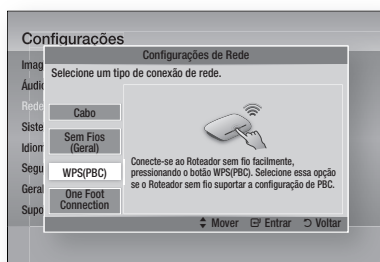 Configurações
Configurações de Rede
Selecione um tipo de conexão de rede.
Imag
Áudio
Rede
Siste
Idiom
Segu
Geral
Supo
Cabo
Sem Fios
(Geral)
WPS(PBC)
One Foot
Connection
Conecte-se ao Roteador sem fio facilmente,
pressionando o botão WPS(PBC). Selecione essa opção
se o Roteador sem fio suportar a configuração de PBC.
Mover Entrar Voltar